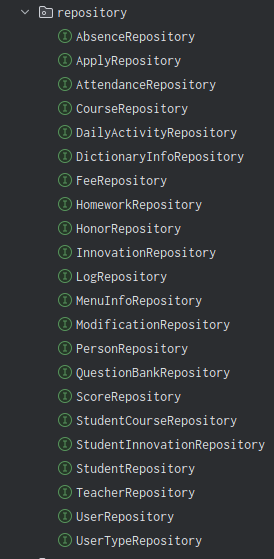 repository
AbsenceRepository
ApplyRepository
AttendanceRepository
CourseRepository
DailyActivityRepository
DictionaryInfoRepository
FeeRepository
HomeworkRepository
HonorRepository
InnovationRepository
LogRepository
MenuInfoRepository
ModificationRepository
PersonRepository
QuestionBankRepository
ScoreRepository
StudentCourseRepository
StudentInnovationRepository
StudentRepository
TeacherRepository
UserRepository
UserTypeRepository